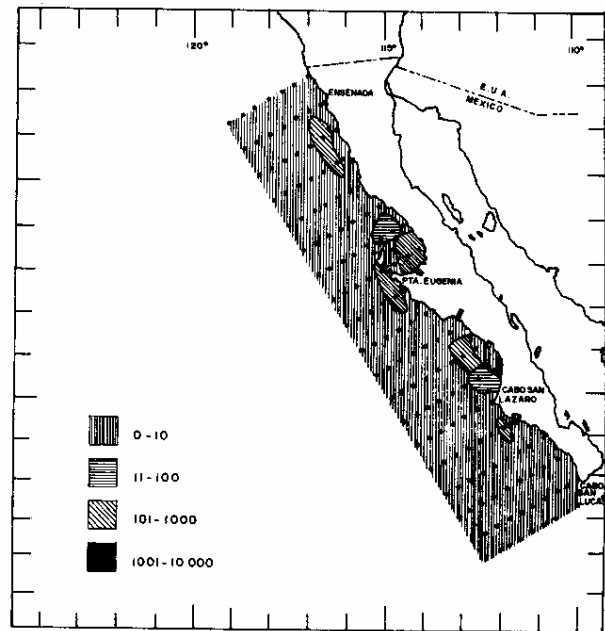 120° 115° 110°
E.U.A.
MEXICO
ENSENADA
PTA. EUGENIA
CABO SAN
LAZARO
CABO
SAN
LUCAS
0-10
11-100
101-1000
1001-10 000